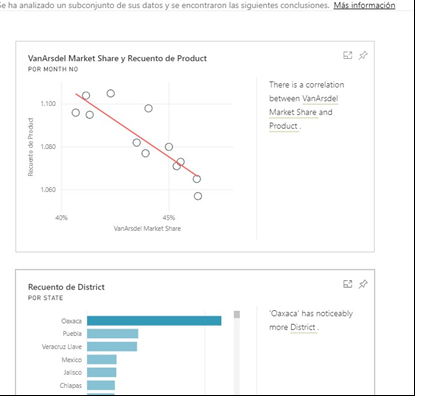 Se ha analizado un subconjunto de sus datos y se encontraron las siguientes conclusiones. Más información
VanArsdel Market Share y Recuento de Product
POR MONTH NO
There is a correlation
between VanArsdel
Market Share and
Product .
Recuento de Product
1.100
1.080
1.060
40%
45%
VanArsdel Market Share
Recuento de District
POR STATE
'Oaxaca' has noticeably
more District .
Oaxaca
Puebla
Veracruz Llave
Mexico
Jalisco
Chiapas